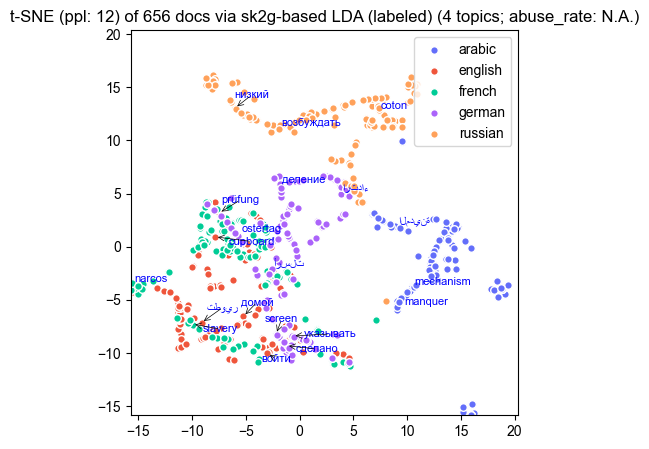 t-SNE (ppl: 12) of 656 docs via sk2g-based LDA (labeled) (4 topics; abuse_rate: N.A.)
20
15
10
5
0
−5
−10
−15
−15
−10
−5
0
5
10
15
20
arabic
english
french
german
russian
низкий
возбуждать
coton
деление
prüfung
ostertag
cupboard
narcos
mechanism
manquer
домой
slavery
screen
указывать
сделано
войти